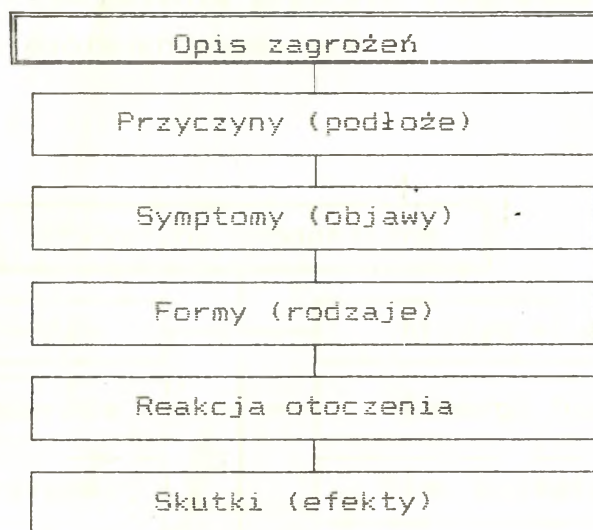 Opis zagrożeń
Przyczyny (podłoże)
Symptomy (objawy)
Formy (rodzaje)
Reakcja otoczenia
Skutki (efekty)